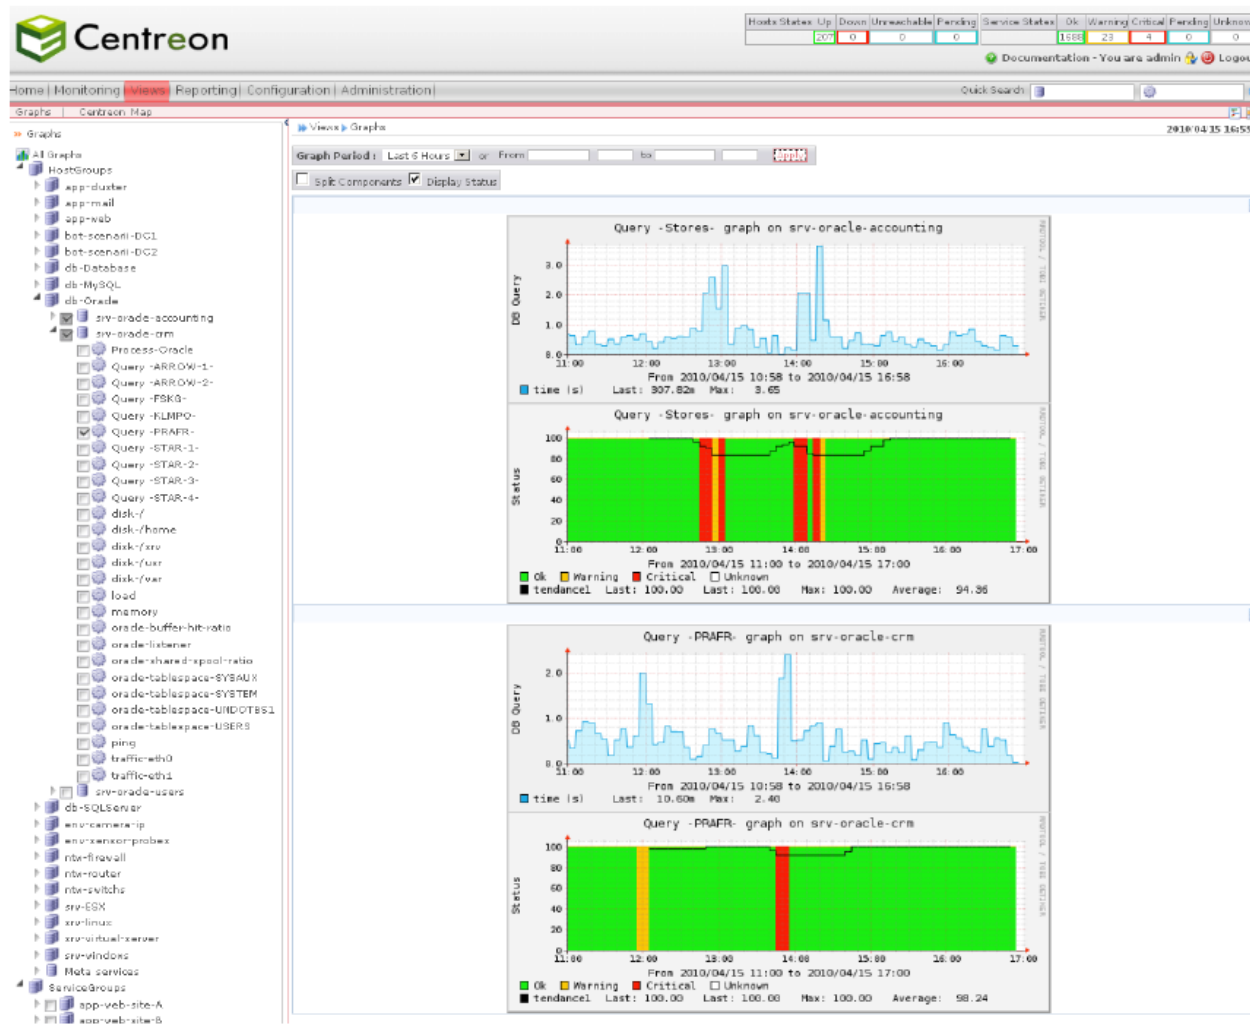 Centreon
Hosts States Up Down Unreachable Pending Service States Ok Warning Critical Pending Unknown
207 0 0 0 1688 23 4 0 0
Documentation - You are admin Logout
Home | Monitoring | Views | Reporting | Configuration | Administration |
Quick Search
Graphs | Centreon Map
Graphs
Views Graphs
2010/04/15 16:5
All Graphs
Graph Period : Last 6 Hours or From to Apply
Split Components Display Status
HostGroups
app-cluster
app-mail
app-web
bot-scenarii-DC1
bot-scenarii-DC2
db-Database
db-MySQL
db-Oracle
srv-oracle-accounting
srv-oracle-crm
Process-Oracle
Query -ARROW-1-
Query -ARROW-2-
Query -FSKG-
Query -KLMPO-
Query -PRAFR-
Query -STAR-1-
Query -STAR-2-
Query -STAR-3-
Query -STAR-4-
disk-/
disk-/home
disk-/srv
disk-/usr
disk-/var
load
memory
oracle-buffer-hit-ratio
oracle-listener
oracle-shared-spool-ratio
oracle-tablespace-SYSAUX
oracle-tablespace-SYSTEM
oracle-tablespace-UNDOTBS1
oracle-tablespace-USERS
ping
traffic-eth0
traffic-eth1
srv-oracle-users
db-SQLServer
env-camera-ip
env-sensor-probes
ntw-firewall
ntw-router
ntw-switchs
srv-ESX
srv-linux
srv-virtual-server
srv-windows
Meta services
ServiceGroups
app-web-site-A
app-web-site-B
Query -Stores- graph on srv-oracle-accounting
DB Query
3.0
2.0
1.0
0.0
11:00 12:00 13:00 14:00 15:00 16:00
From 2010/04/15 10:58 to 2010/04/15 16:58
time (s) Last: 307.82m Max: 3.65
RRDTOOL / TOBI OETIKER
Query -Stores- graph on srv-oracle-accounting
Status
100
80
60
40
20
0
11:00 12:00 13:00 14:00 15:00 16:00 17:00
From 2010/04/15 11:00 to 2010/04/15 17:00
Ok Warning Critical Unknown
tendance1 Last: 100.00 Last: 100.00 Max: 100.00 Average: 94.36
RRDTOOL / TOBI OETIKER
Query -PRAFR- graph on srv-oracle-crm
DB Query
2.0
1.0
0.0
11:00 12:00 13:00 14:00 15:00 16:00
From 2010/04/15 10:58 to 2010/04/15 16:58
time (s) Last: 10.60m Max: 2.40
RRDTOOL / TOBI OETIKER
Query -PRAFR- graph on srv-oracle-crm
Status
100
80
60
40
20
0
11:00 12:00 13:00 14:00 15:00 16:00 17:00
From 2010/04/15 11:00 to 2010/04/15 17:00
Ok Warning Critical Unknown
tendance1 Last: 100.00 Last: 100.00 Max: 100.00 Average: 98.24
RRDTOOL / TOBI OETIKER